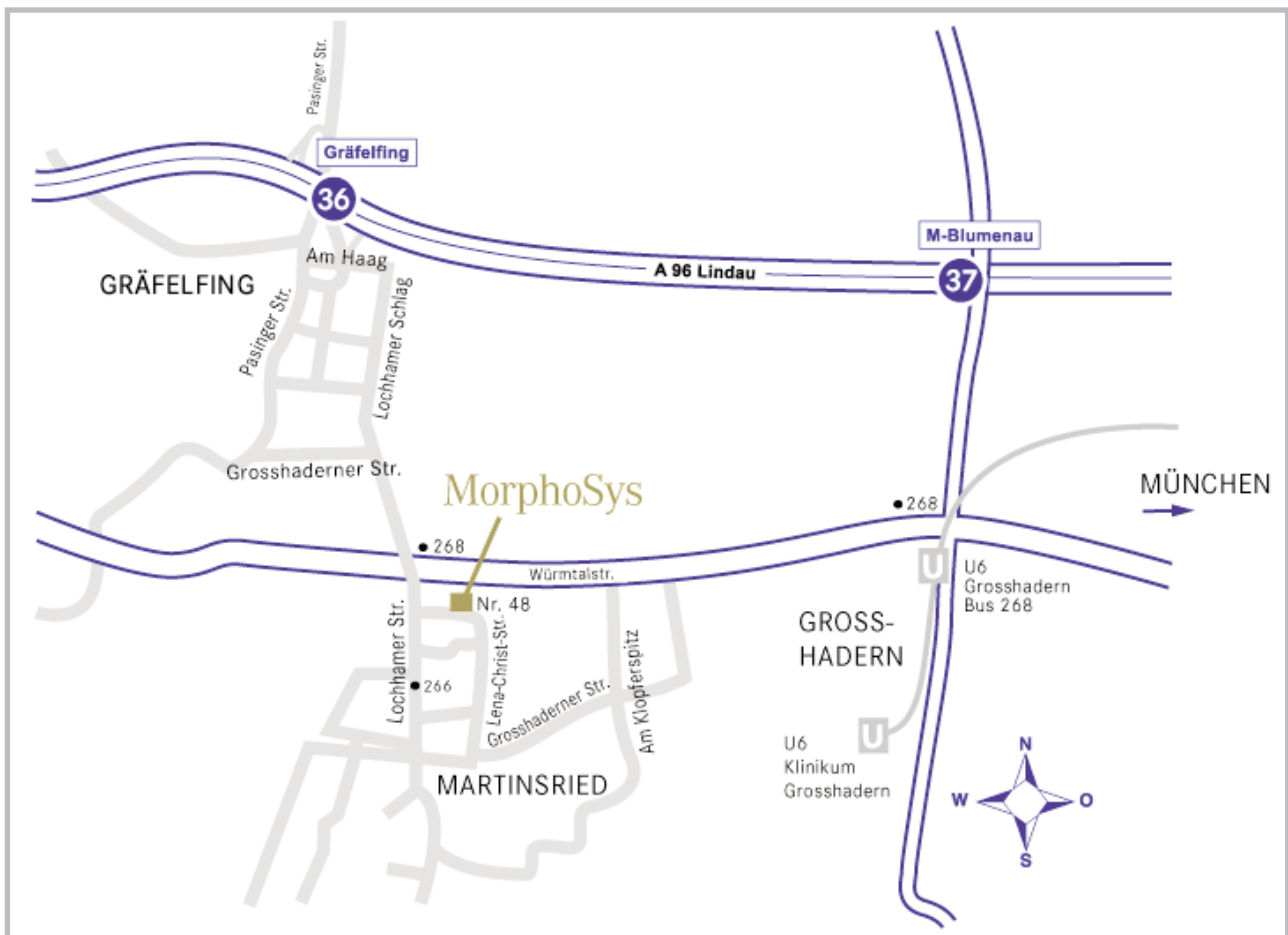 Pasinger Str.
Gräfelfing
36
M-Blumenau
Am Haag
A 96 Lindau
37
GRÄFELFING
Pasinger Str.
Lochhamer Schlag
Grosshaderner Str.
MorphoSys
268
MÜNCHEN
268
Würmtalstr.
U
U6
Grosshadern
Bus 268
Nr. 48
Lochhamer Str.
Lena-Christ-Str.
GROSS-
HADERN
266
Grosshaderner Str.
Am Klopferspitz
U
U6
Klinikum
Grosshadern
MARTINSRIED
N
W
O
S